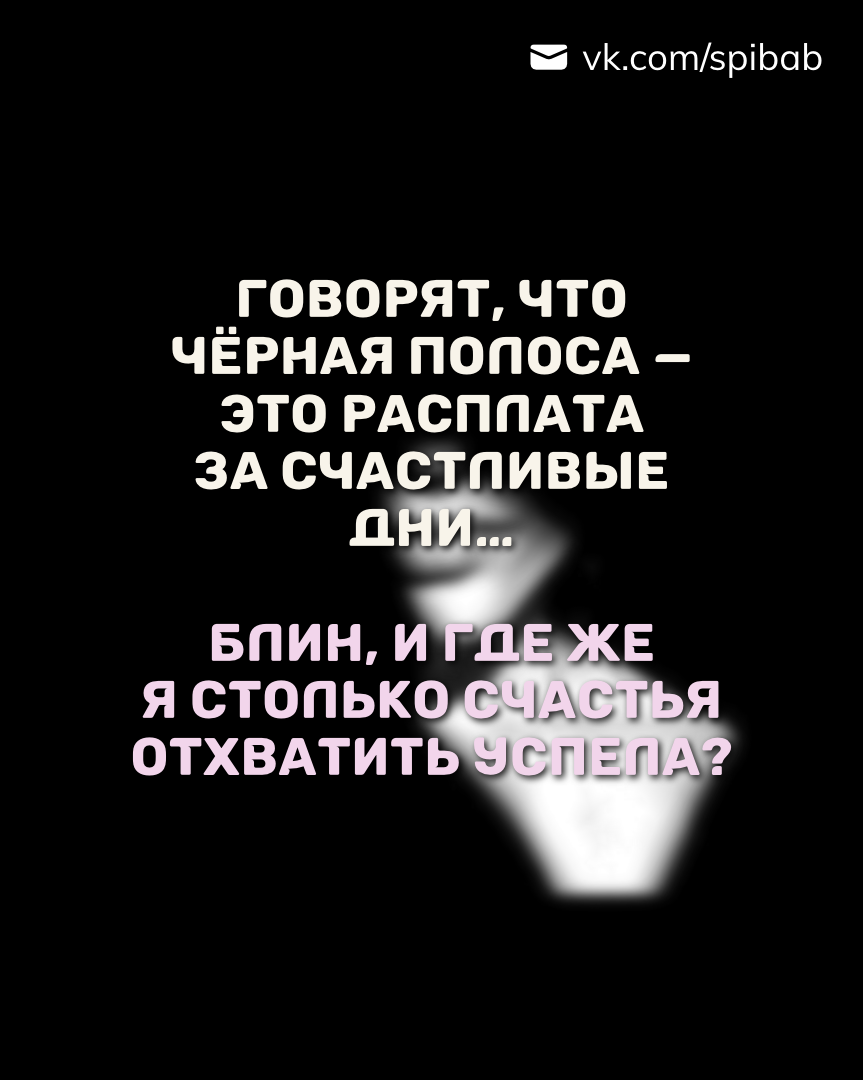 vk.com/spibab
ГОВОРЯТ, ЧТО
ЧЁРНАЯ ПОЛОСА –
ЭТО РАСПЛАТА
ЗА СЧАСТЛИВЫЕ
ДНИ...
БЛИН, И ГДЕ ЖЕ
Я СТОЛЬКО СЧАСТЬЯ
ОТХВАТИТЬ УСПЕЛА?